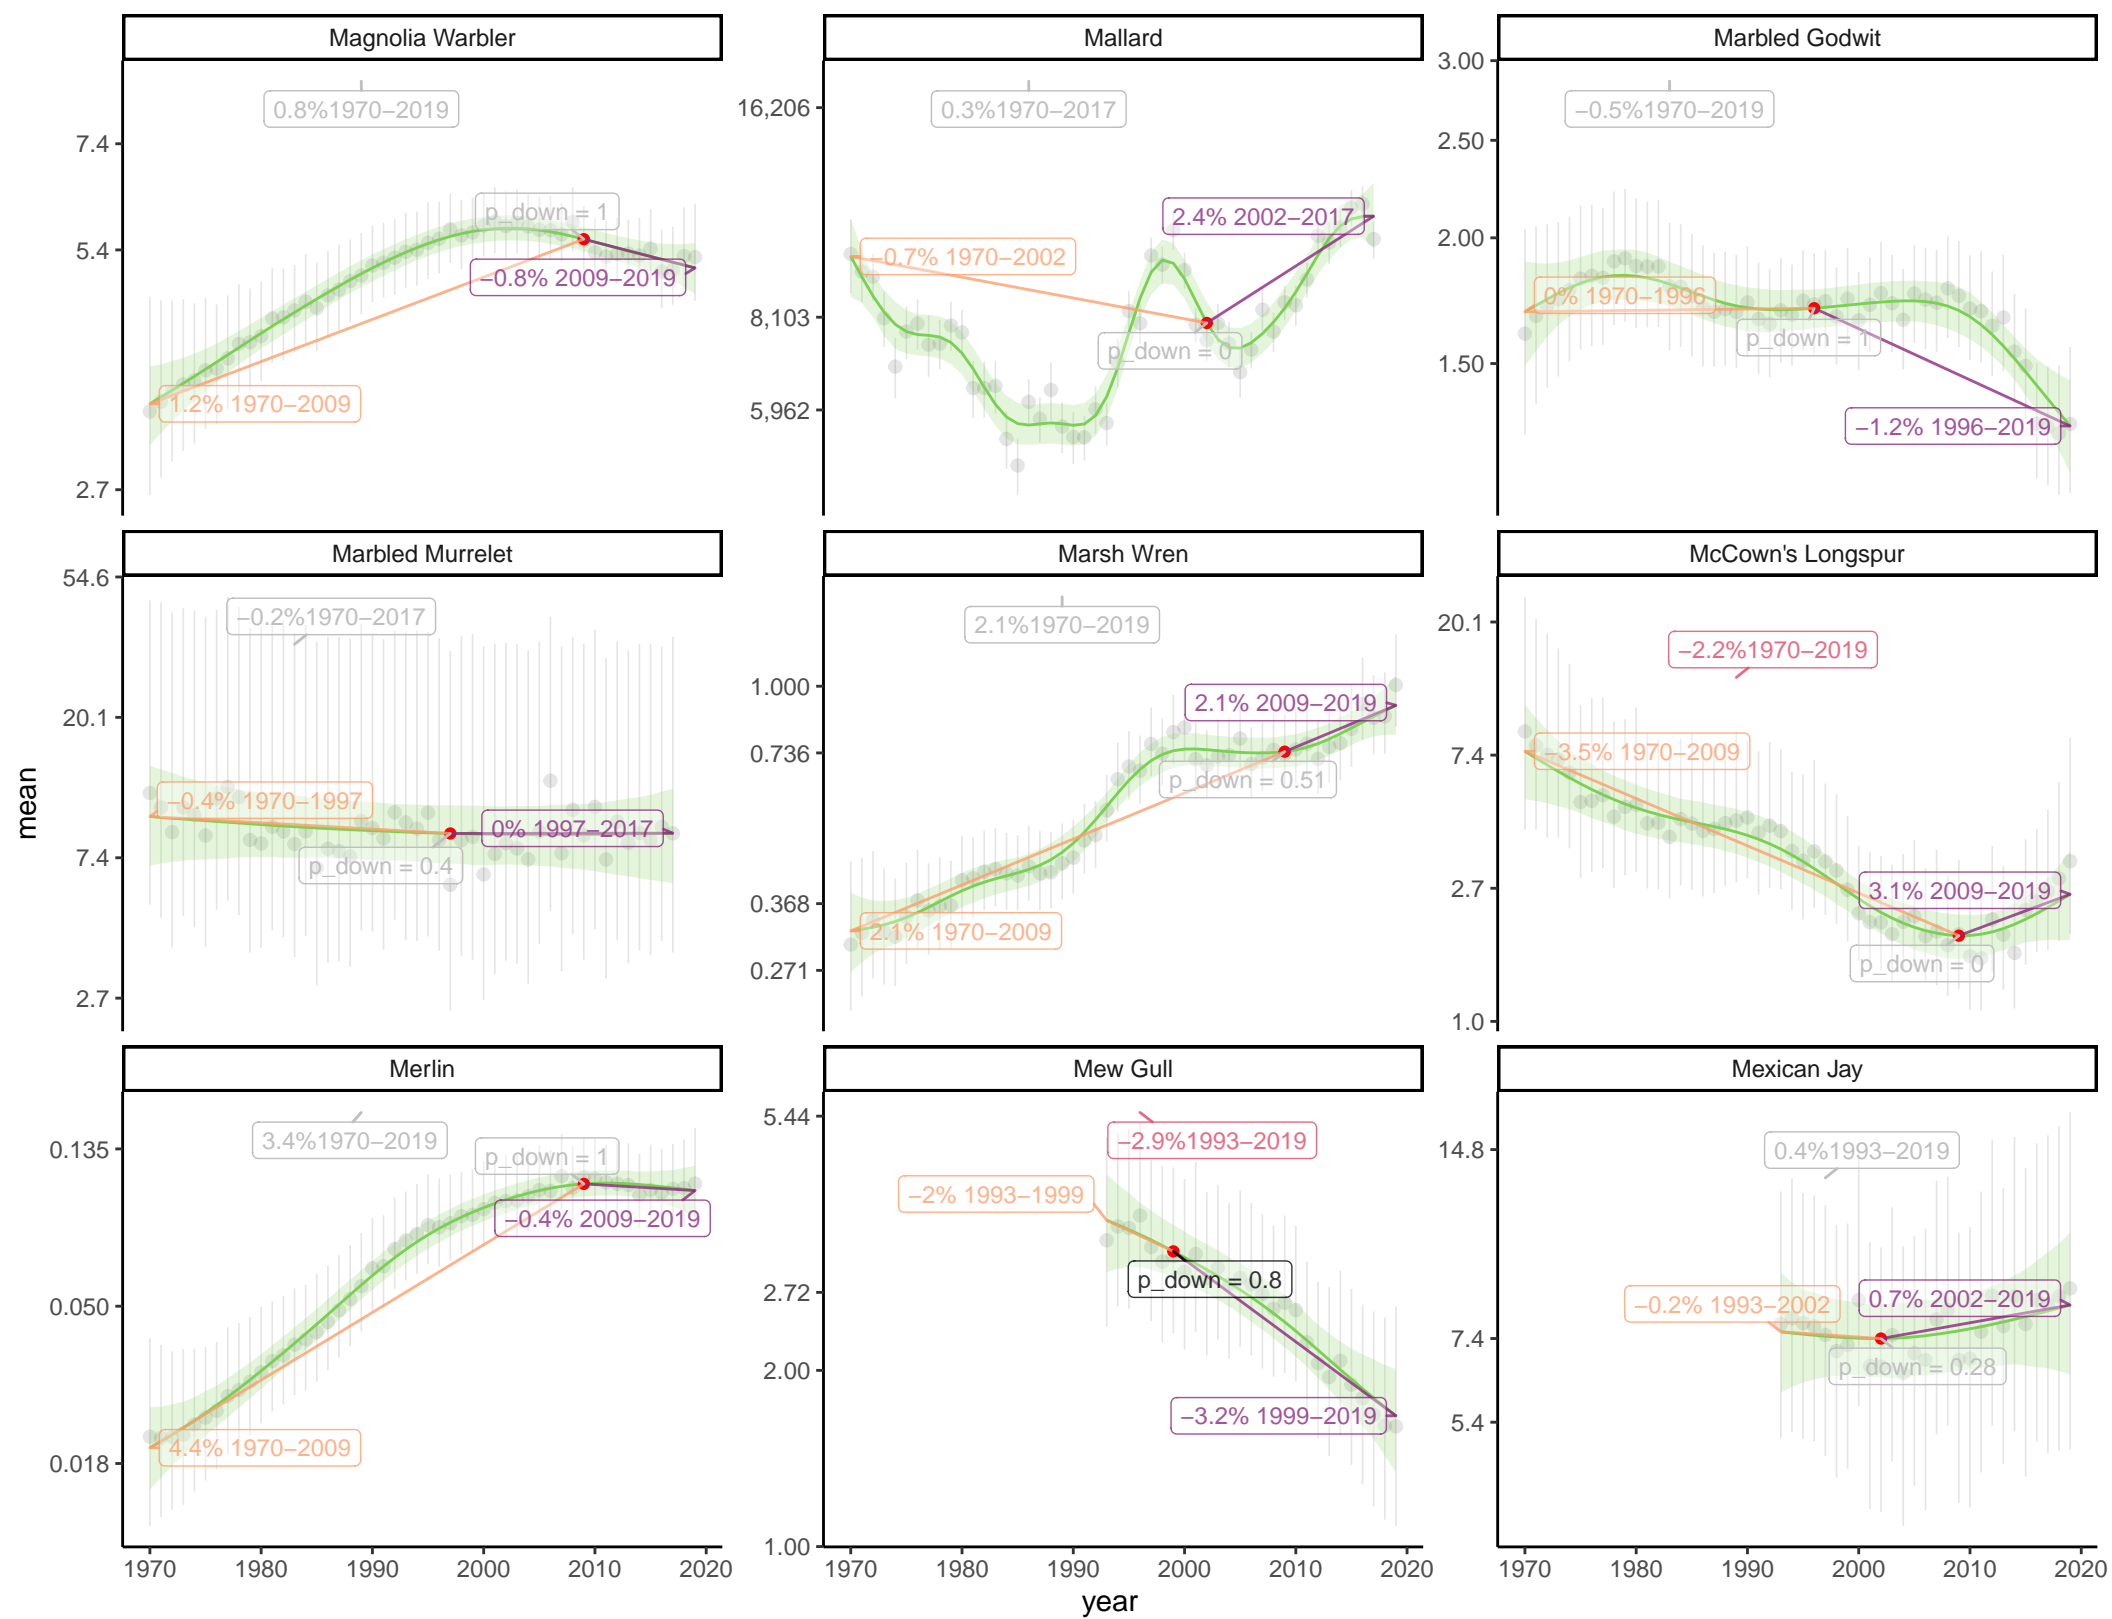 Magnolia Warbler
Mallard
Marbled Godwit
7.4
5.4
2.7
0.8%1970−2019
p_down = 1
−0.8% 2009−2019
1.2% 1970−2009
16,206
8,103
5,962
0.3%1970−2017
2.4% 2002−2017
−0.7% 1970−2002
p_down = 0
3.00
2.50
2.00
1.50
−0.5%1970−2019
0% 1970−1996
p_down = 1
−1.2% 1996−2019
mean
Marbled Murrelet
Marsh Wren
McCown's Longspur
54.6
20.1
7.4
2.7
−0.2%1970−2017
−0.4% 1970−1997
0% 1997−2017
p_down = 0.4
1.000
0.736
0.368
0.271
2.1%1970−2019
2.1% 2009−2019
p_down = 0.51
2.1% 1970−2009
20.1
7.4
2.7
1.0
−2.2%1970−2019
−3.5% 1970−2009
3.1% 2009−2019
p_down = 0
Merlin
Mew Gull
Mexican Jay
0.135
0.050
0.018
3.4%1970−2019
p_down = 1
−0.4% 2009−2019
4.4% 1970−2009
5.44
2.72
2.00
1.00
−2.9%1993−2019
−2% 1993−1999
p_down = 0.8
−3.2% 1999−2019
14.8
7.4
5.4
0.4%1993−2019
−0.2% 1993−2002
0.7% 2002−2019
p_down = 0.28
1970 1980 1990 2000 2010 2020
1970 1980 1990 2000 2010 2020
1970 1980 1990 2000 2010 2020
year